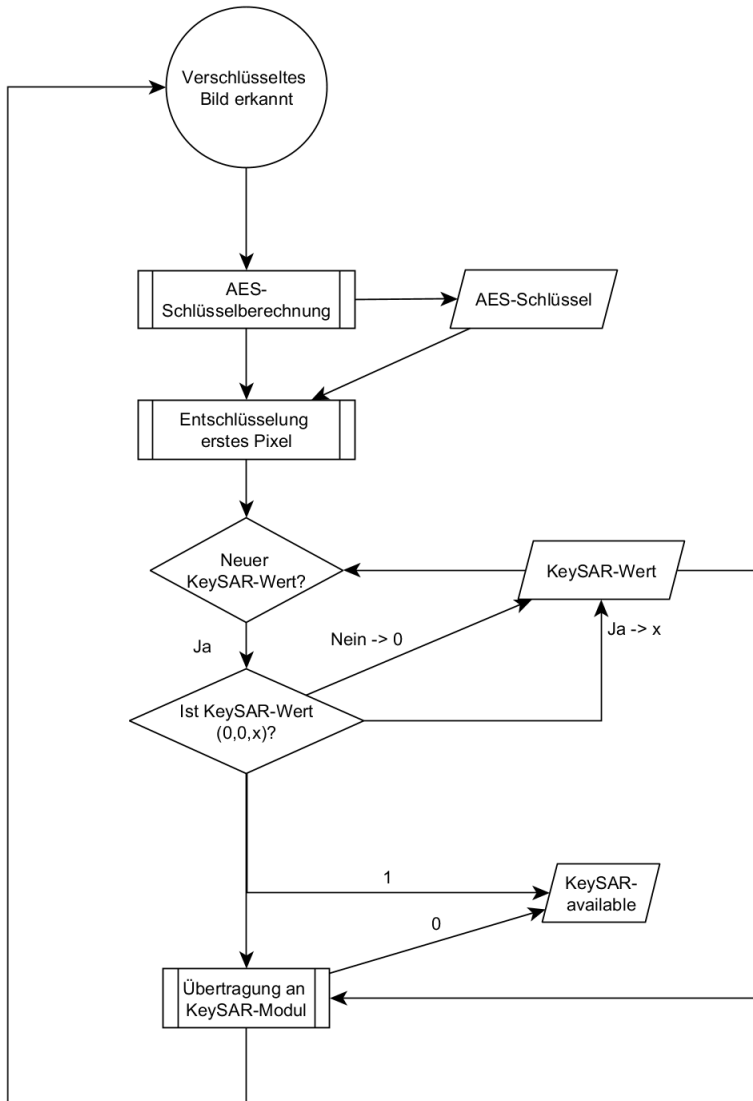 Verschlüsseltes
Bild erkannt
AES-
Schlüsselberechnung
AES-Schlüssel
Entschlüsselung
erstes Pixel
Neuer
KeySAR-Wert?
KeySAR-Wert
Ja
Nein -> 0
Ja -> x
Ist KeySAR-Wert
(0,0,x)?
1
KeySAR-
available
0
Übertragung an
KeySAR-Modul